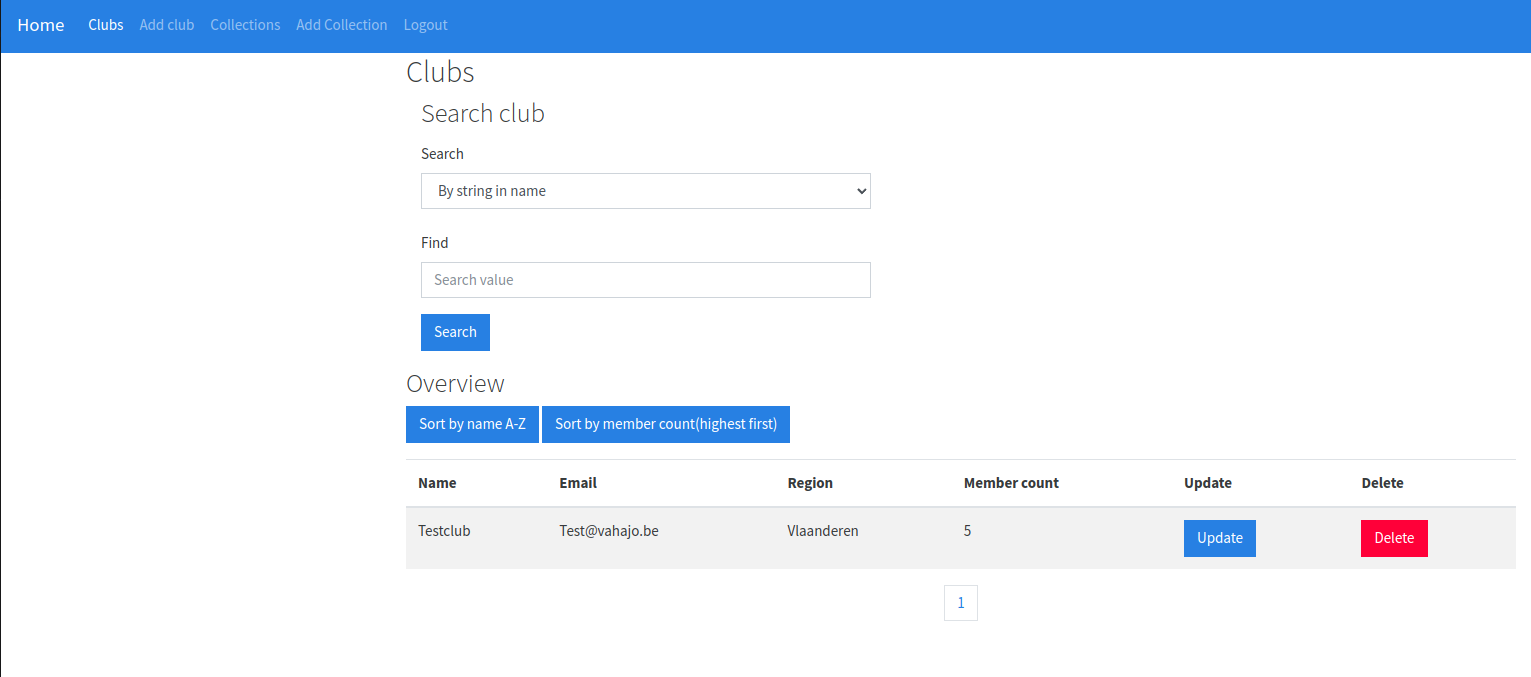 Home Clubs Add club Collections Add Collection Logout
Clubs
Search club
Search
By string in name
Find
Search value
Search
Overview
Sort by name A-Z Sort by member count(highest first)
Name Email Region Member count Update Delete
Testclub Test@vahajo.be Vlaanderen 5 Update Delete
1